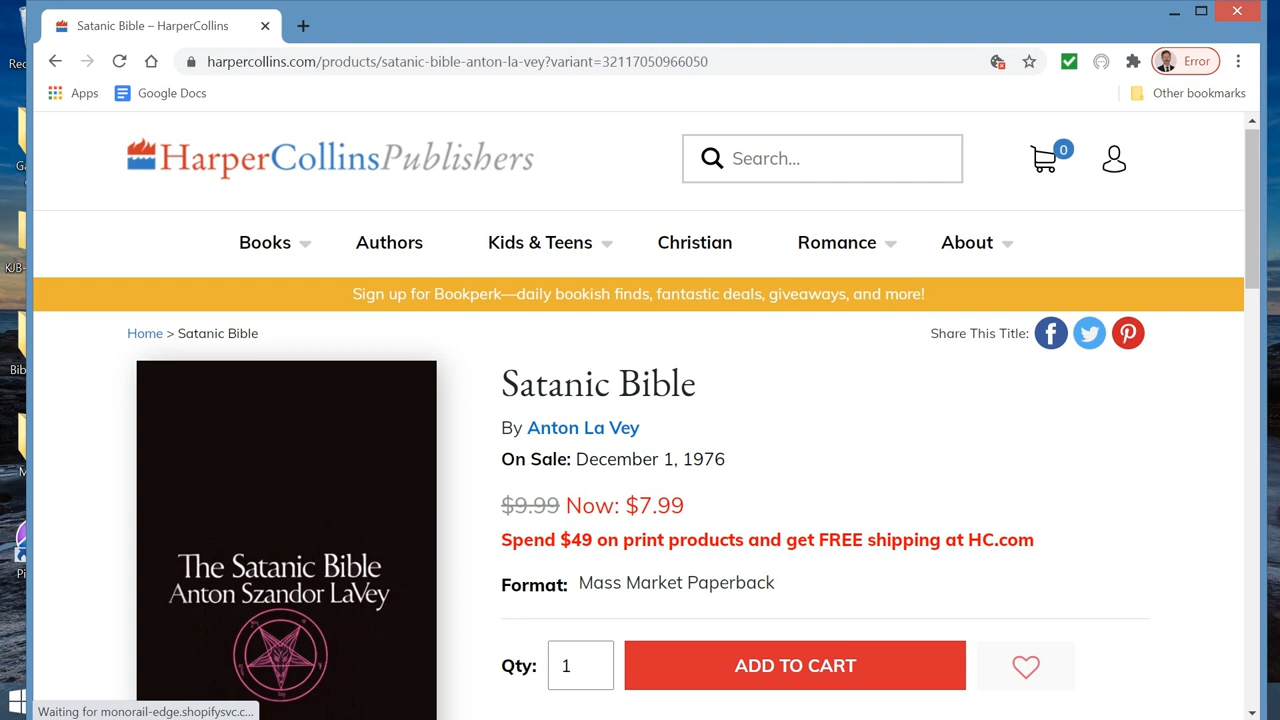 Satanic Bible – HarperCollins
harpercollins.com/products/satanic-bible-anton-la-vey?variant=32117050966050
Error
Apps
Google Docs
Other bookmarks
HarperCollinsPublishers
Search...
0
Books
Authors
Kids & Teens
Christian
Romance
About
Sign up for Bookperk—daily bookish finds, fantastic deals, giveaways, and more!
Home > Satanic Bible
Share This Title:
Satanic Bible
By Anton La Vey
On Sale: December 1, 1976
$9.99 Now: $7.99
Spend $49 on print products and get FREE shipping at HC.com
Format: Mass Market Paperback
The Satanic Bible
Anton Szandor LaVey
Qty: 1
ADD TO CART
Waiting for monorail-edge.shopifysvc.c...
Rec
Ga
KJB-
Bib
M
Pi